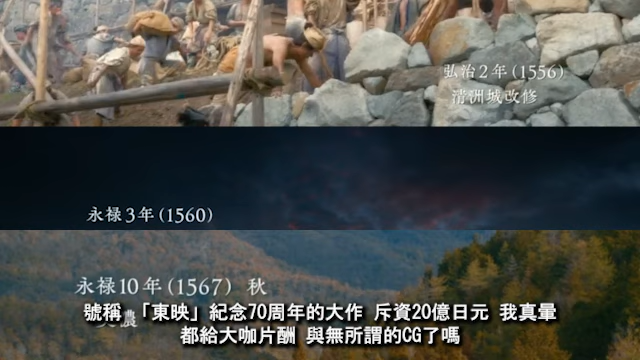 弘治2年(1556)
清洲城改修
永禄3年(1560)
永禄10年(1567) 秋
美濃
號稱 「東映」紀念70周年的大作 斥資20億日元 我真暈
都給大咖片酬 與無所謂的CG了嗎